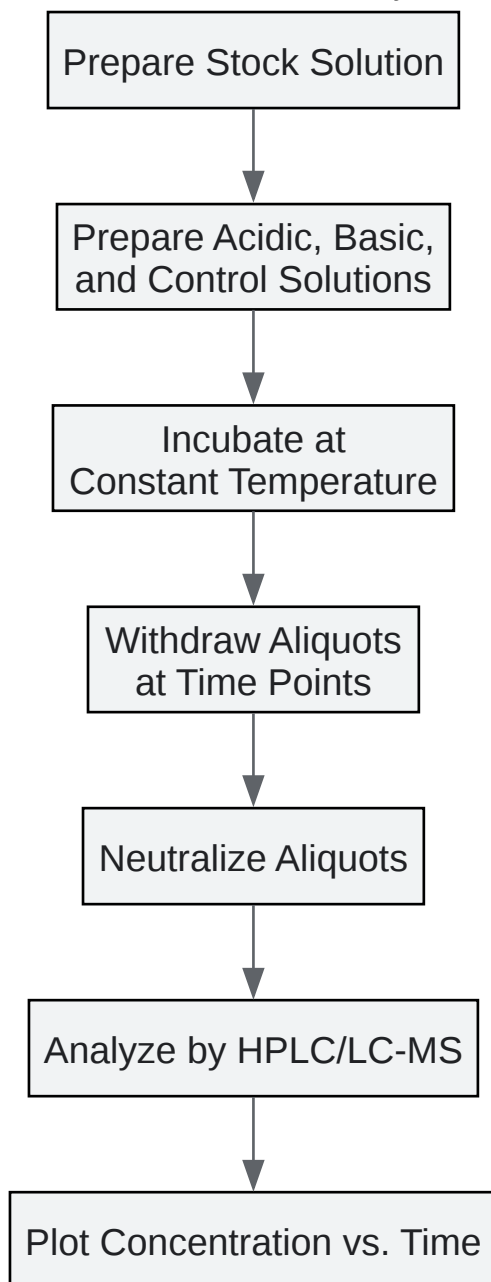 Prepare Stock Solution
Prepare Acidic, Basic,
and Control Solutions
Incubate at
Constant Temperature
Withdraw Aliquots
at Time Points
Neutralize Aliquots
Analyze by HPLC/LC-MS
Plot Concentration vs. Time